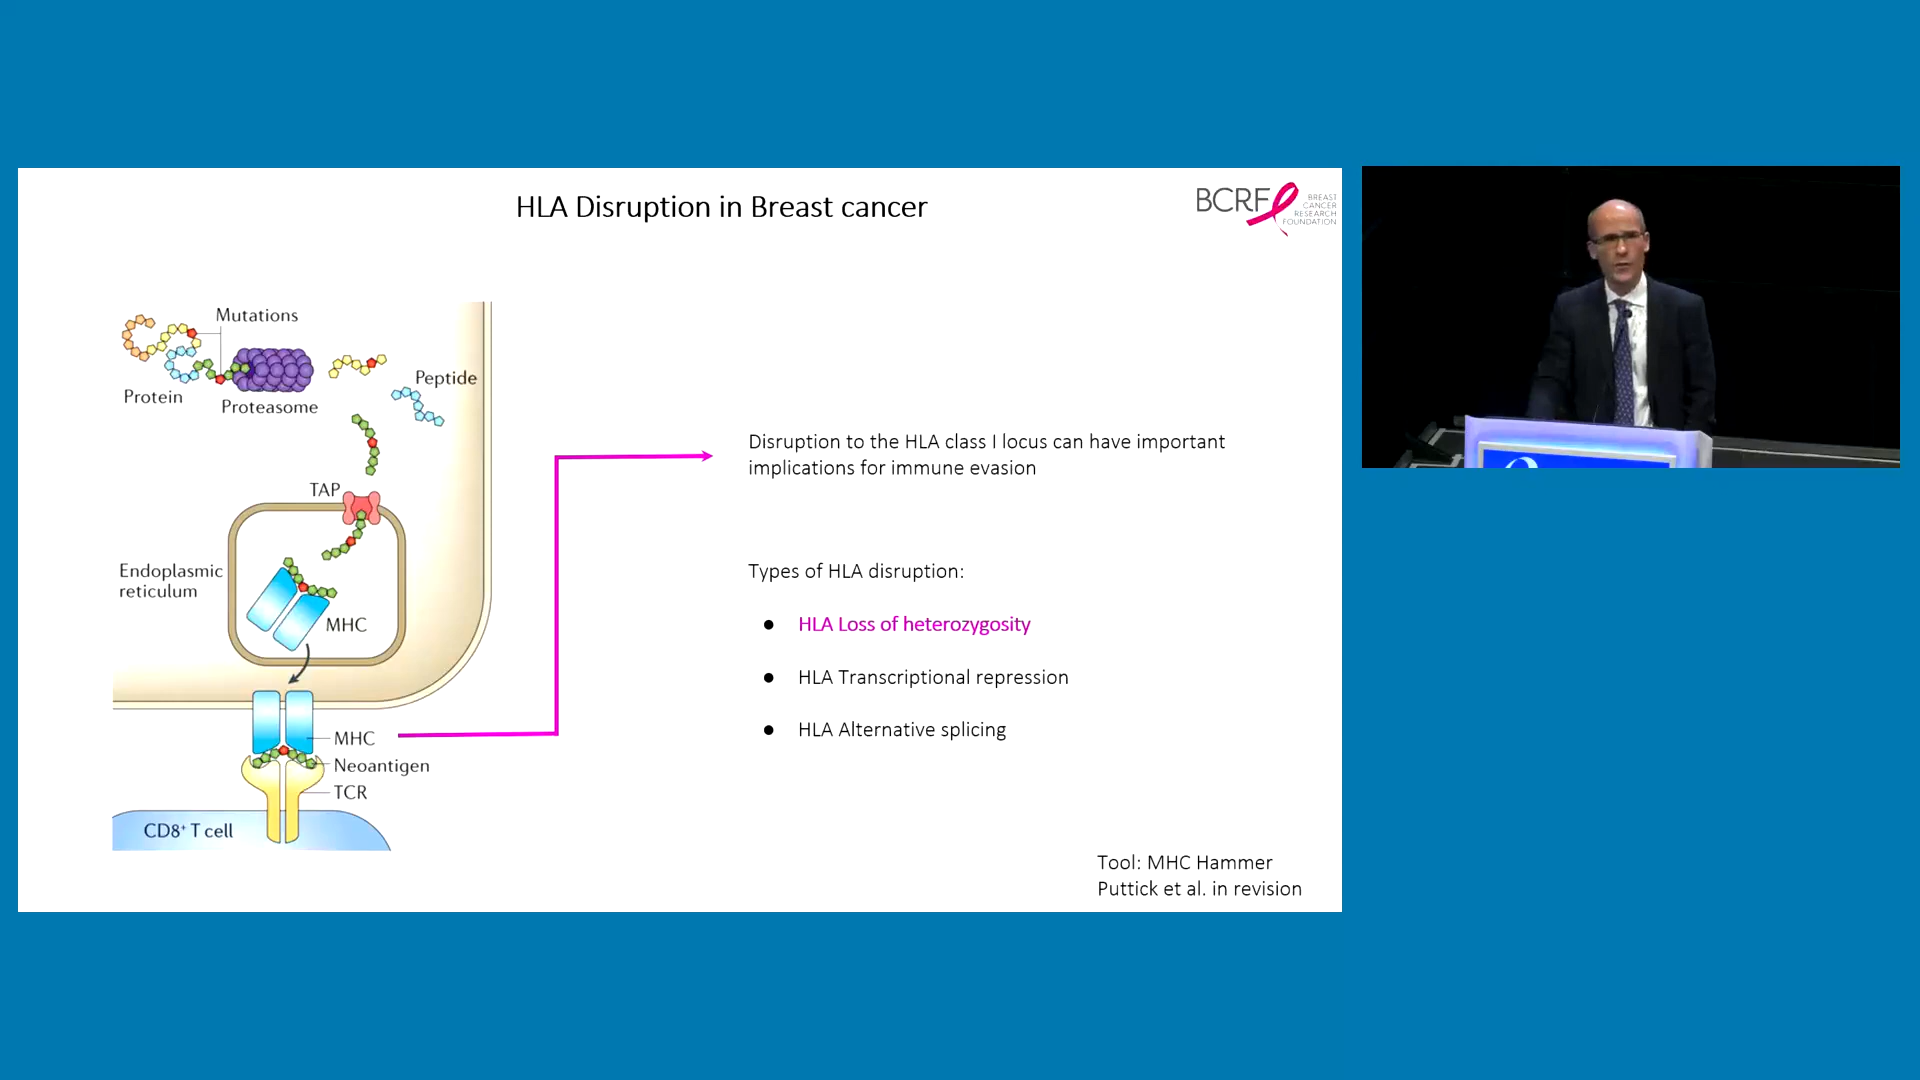 HLA Disruption in Breast cancer
BCRF
BREAST
CANCER
RESEARCH
FOUNDATION
Mutations
Protein
Proteasome
Peptide
TAP
Endoplasmic
reticulum
MHC
MHC
Neoantigen
TCR
CD8⁺ T cell
Disruption to the HLA class I locus can have important
implications for immune evasion
Types of HLA disruption:
● HLA Loss of heterozygosity
● HLA Transcriptional repression
● HLA Alternative splicing
Tool: MHC Hammer
Puttick et al. in revision